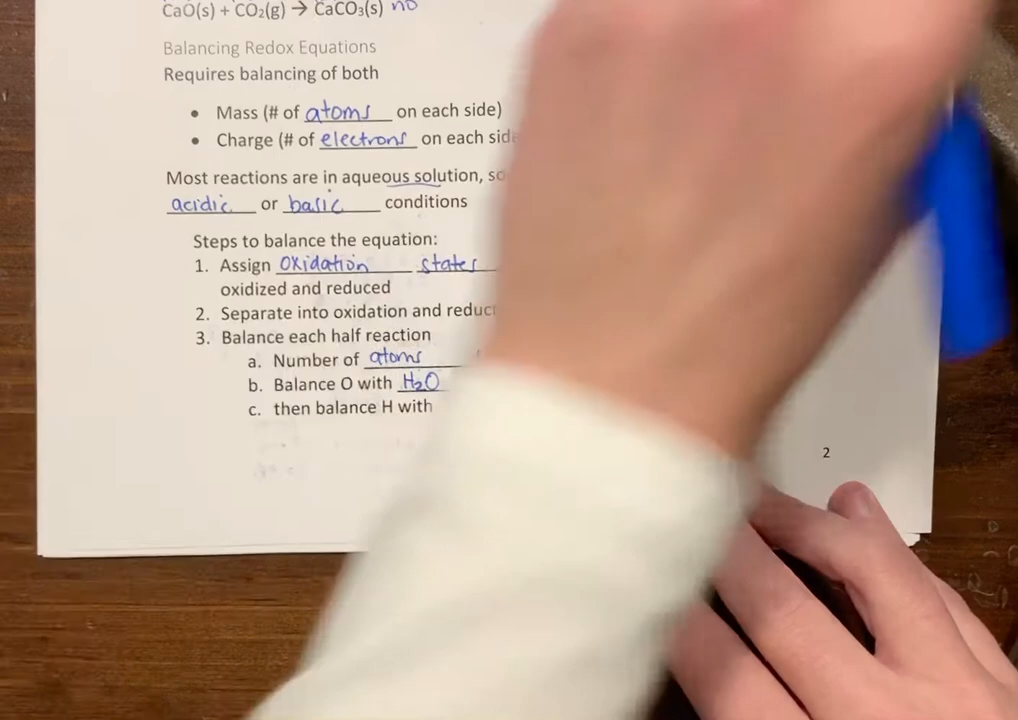 CaO(s) + CO₂(g) → CaCO₃(s) no
Balancing Redox Equations
Requires balancing of both
• Mass (# of atoms on each side)
• Charge (# of electrons on each side
Most reactions are in aqueous solution, so
acidic or basic conditions
Steps to balance the equation:
1. Assign oxidation states
oxidized and reduced
2. Separate into oxidation and reduc
3. Balance each half reaction
a. Number of atoms
b. Balance O with H₂O
c. then balance H with
2